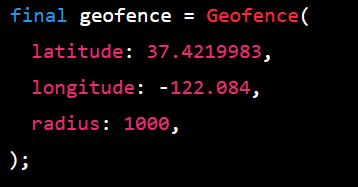 final geofence = Geofence(
  latitude: 37.4219983,
  longitude: -122.084,
  radius: 1000,
);